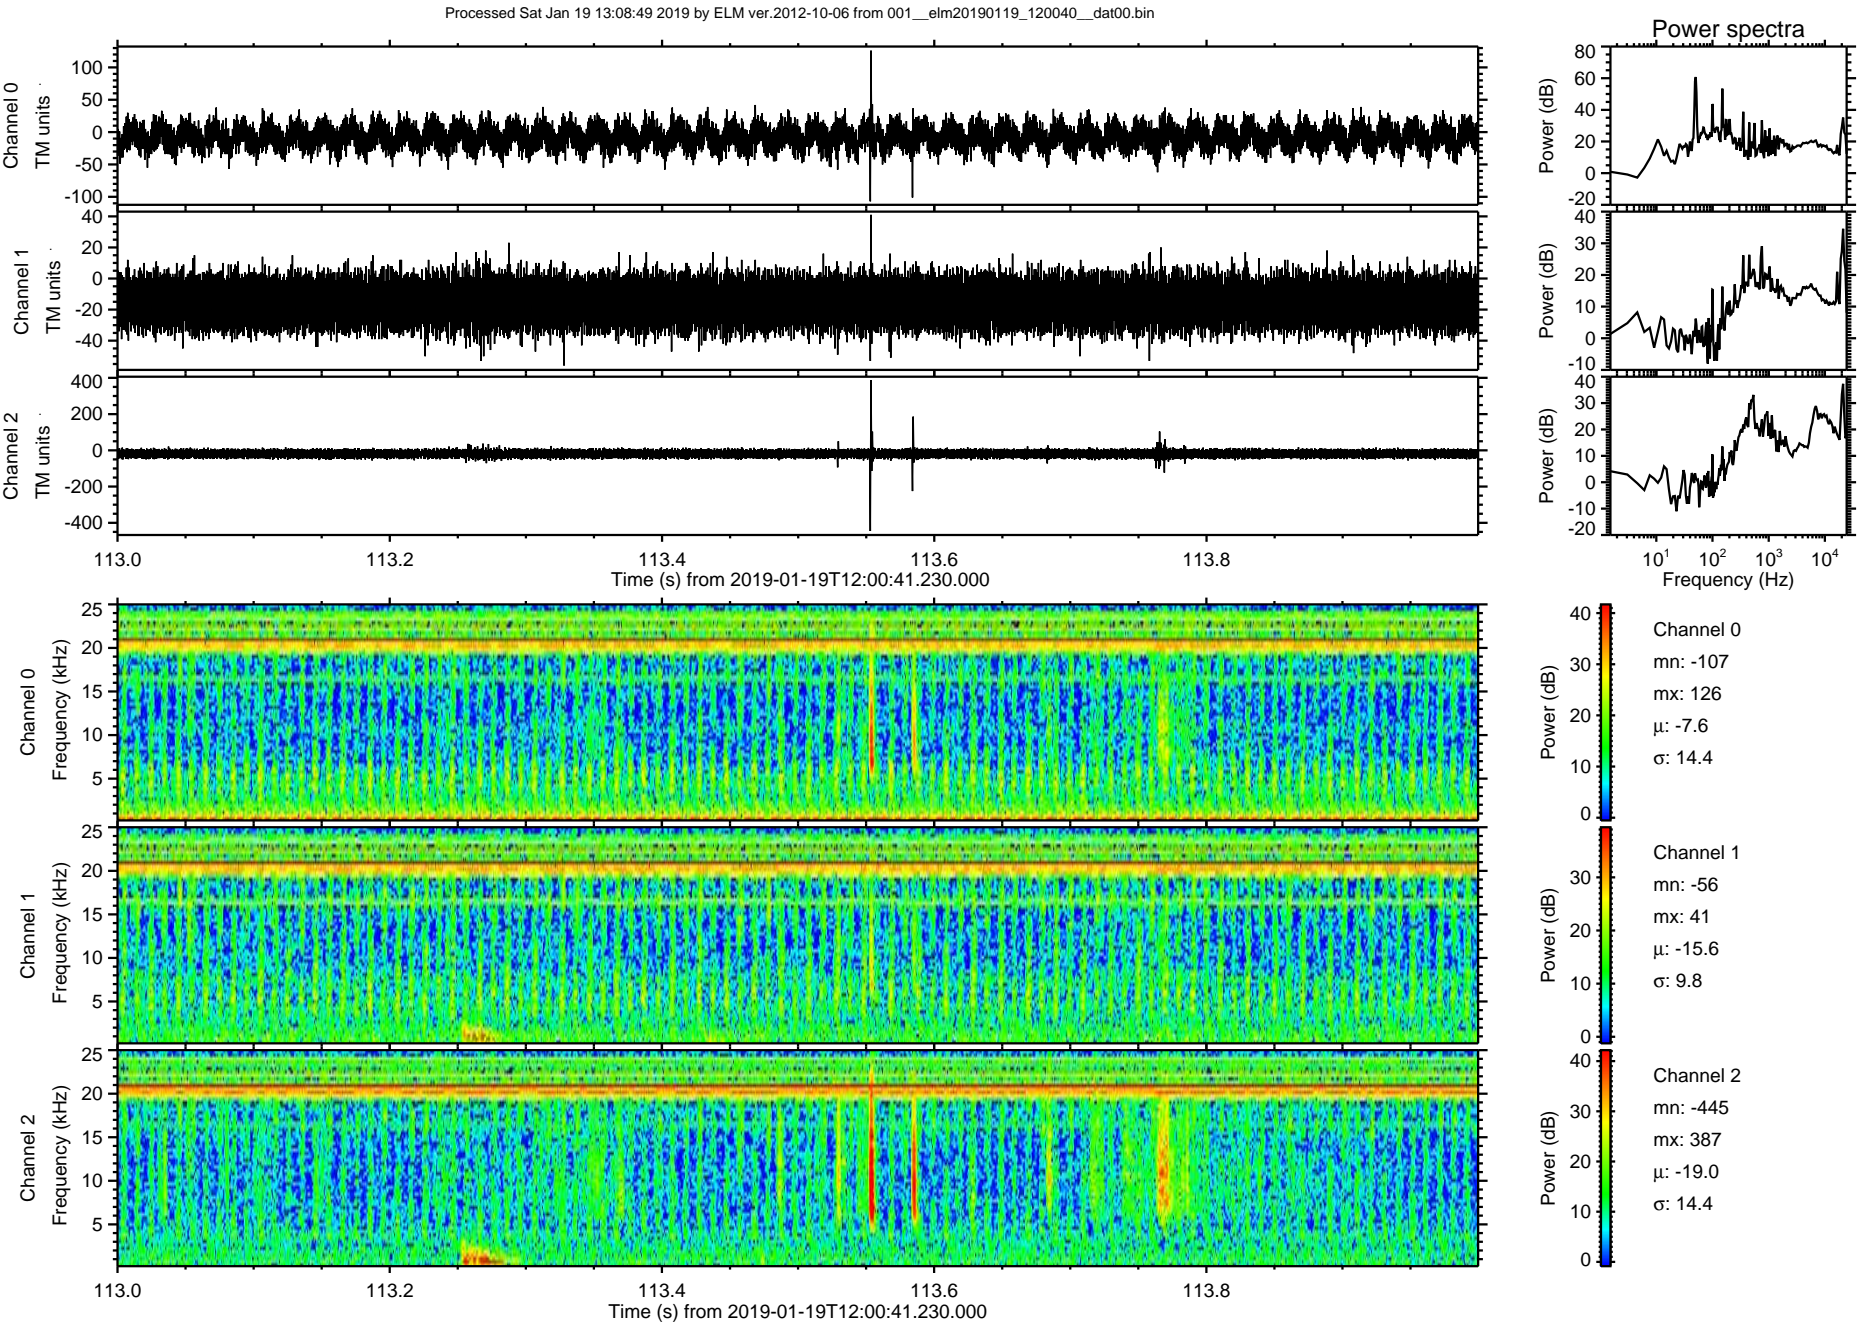 Processed Sat Jan 19 13:08:49 2019 by ELM ver.2012-10-06 from 001__elm20190119_120040__dat00.bin
Power spectra
Channel 0
TM units
100
50
0
-50
-100
Power (dB)
80
60
40
20
0
-20
Channel 1
TM units
40
20
0
-20
-40
Power (dB)
40
30
20
10
0
-10
Channel 2
TM units
400
200
0
-200
-400
Power (dB)
40
30
20
10
0
-10
-20
113.0 113.2 113.4 113.6 113.8
Time (s) from 2019-01-19T12:00:41.230.000
10¹ 10² 10³ 10⁴
Frequency (Hz)
Channel 0
Frequency (kHz)
25
20
15
10
5
Power (dB)
40
30
20
10
0
Channel 0
mn: -107
mx: 126
μ: -7.6
σ: 14.4
Channel 1
Frequency (kHz)
25
20
15
10
5
Power (dB)
30
20
10
0
Channel 1
mn: -56
mx: 41
μ: -15.6
σ: 9.8
Channel 2
Frequency (kHz)
25
20
15
10
5
Power (dB)
40
30
20
10
0
Channel 2
mn: -445
mx: 387
μ: -19.0
σ: 14.4
113.0 113.2 113.4 113.6 113.8
Time (s) from 2019-01-19T12:00:41.230.000